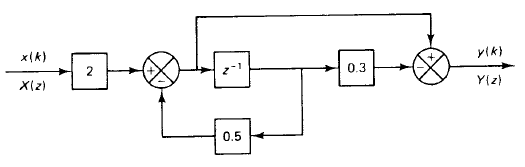 x(k)
X(z)
2
+
−
z⁻¹
0.5
0.3
+
−
y(k)
Y(z)